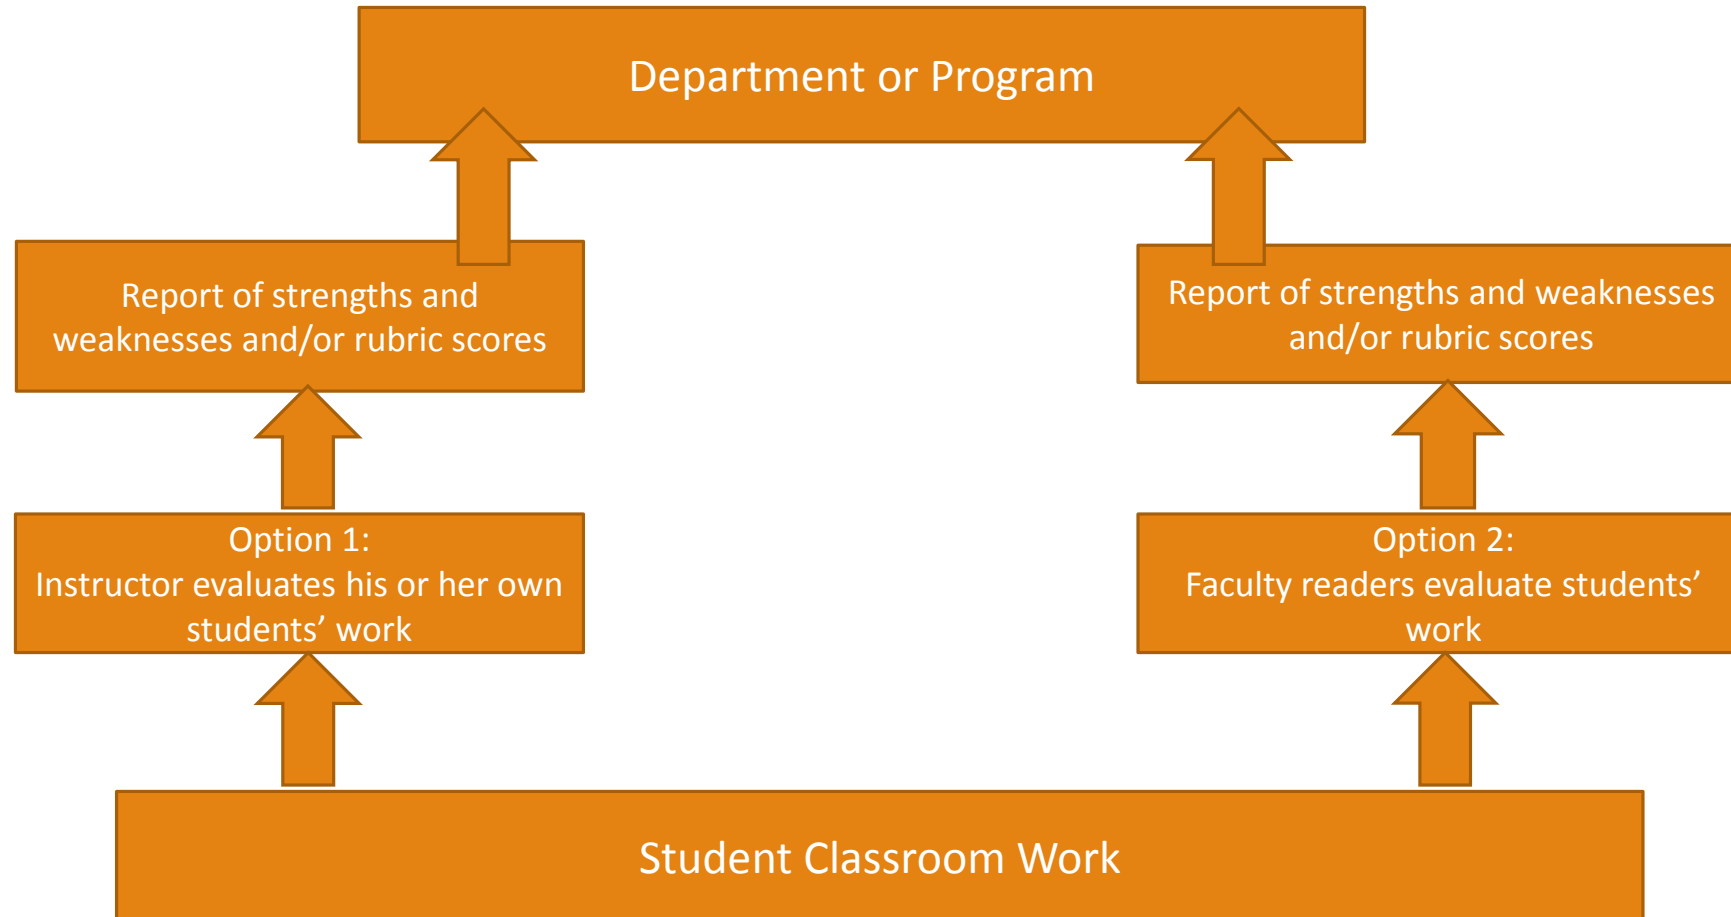 Department or Program
Report of strengths and
weaknesses and/or rubric scores
Report of strengths and weaknesses
and/or rubric scores
Option 1:
Instructor evaluates his or her own
students’ work
Option 2:
Faculty readers evaluate students’
work
Student Classroom Work